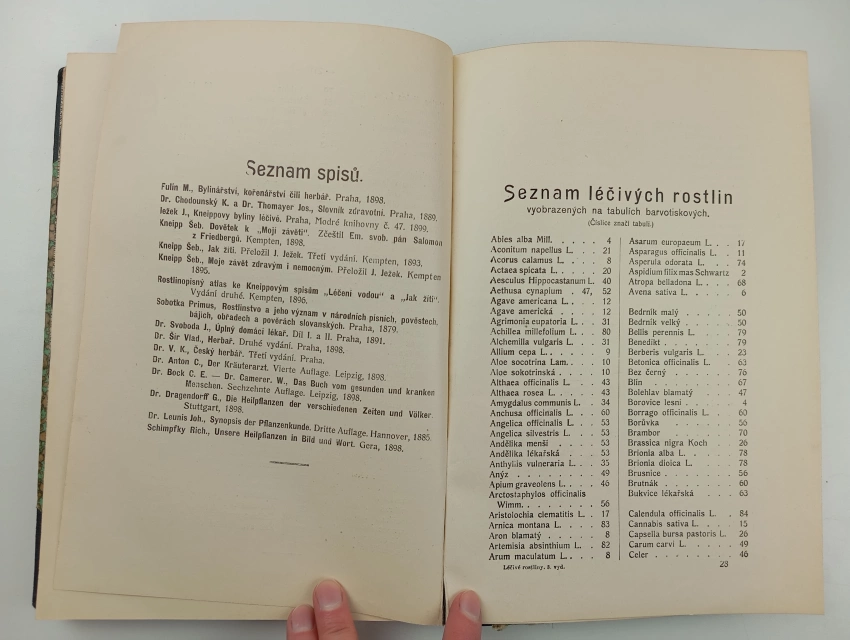 Seznam spisů.
Fulín M., Bylinářství, kořenářství čili herbář. Praha, 1898.
Dr. Chodounský K. a Dr. Thomayer Jos., Slovník zdravotní. Praha, 1889.
Ježek J., Kneippovy byliny léčivé. Praha, Modré knihovny č. 47. 1899.
Kneipp Šeb. Dovětek k „Mojí závěti". Zčeštil Em. svob. pán Salomon
z Friedbergů. Kempten, 1898.
Kneipp Šeb., Jak žíti. Přeložil J. Ježek. Třetí vydání. Kempten, 1893.
Kneipp Šeb., Moje závět zdravým i nemocným. Přeložil J. Ježek. Kempten
1895.
Rostlinopisný atlas ke Kneippovým spisům „Léčení vodou" a „Jak žíti".
Vydání druhé. Kempten, 1896.
Sobotka Primus, Rostlinstvo a jeho význam v národních písních, pověstech,
bájích, obřadech a pověrách slovanských. Praha, 1879.
Dr. Svoboda J., Úplný domácí lékař. Díl I. a II. Praha, 1891.
Dr. Šír Vlad., Herbař. Druhé vydání. Praha, 1898.
Dr. V. K., Český herbář. Třetí vydání. Praha.
Dr. Anton C., Der Kräuterarzt. Vierte Auflage. Leipzig, 1898.
Dr. Bock C. E. — Dr. Camerer. W., Das Buch vom gesunden und kranken
Menschen. Sechzehnte Auflage. Leipzig, 1898.
Dr. Dragendorff G., Die Heilpflanzen der verschiedenen Zeiten und Völker.
Stuttgart, 1898.
Dr. Leunis Joh., Synopsis der Pflanzenkunde. Dritte Auflage. Hannover, 1885.
Schimpfky Rich., Unsere Heilpflanzen in Bild und Wort. Gera, 1898.
Seznam léčivých rostlin
vyobrazených na tabulích barvotiskových.
(Číslice značí tabuli.)
Abies alba Mill. . . . . 4
Aconitum napellus L. . . . 21
Acorus calamus L. . . . 8
Actaea spicata L. . . . . 20
Aesculus Hippocastanum L. 40
Aethusa cynapium . 47, 52
Agave americana L. . . . 12
Agave americká . . . . 12
Agrimonia eupatoria L. . . 31
Achillea millefolium L. . . 80
Alchemilla vulgaris L. . . . 31
Allium cepa L. . . . . 9
Aloe socotrina Lam. . . . 10
Aloe sokotrinská . . . . 10
Althaea officinalis L. . . . 43
Althaea rosea L. . . . . 43
Amygdalus communis L. . . 34
Anchusa officinalis L. . . . 60
Angelica officinalis L. . . . 53
Angelica silvestris L. . . . 53
Andělika menší . . . . 53
Andělika lékařská . . . . 53
Anthyllis vulneraria L. . . . 35
Anýz . . . . . . . 49
Apium graveolens L. . . . 46
Arctostaphylos officinalis
Wimm. . . . . . . 56
Aristolochia clematitis L. . . 17
Arnica montana L. . . . 83
Aron blamatý . . . . . 8
Artemisia absinthium L. . . 82
Arum maculatum L. . . . 8
Asarum europaeum L. . . 17
Asparagus officinalis L. . . 11
Asperula odorata L. . . . 74
Aspidium filix mas Schwartz 2
Atropa belladona L. . . . 68
Avena sativa L. . . . . 6
Bedrník malý . . . . . 50
Bedrník velký . . . . . 50
Bellis perennis L. . . . . 79
Benedikt . . . . . . 79
Berberis vulgaris L. . . . 23
Betonica officinalis L. . . 63
Bez černý . . . . . . 76
Blín . . . . . . . 67
Bolehlav blamatý . . . . 47
Borovice lesní . . . . . 4
Borrago officinalis L. . . . 60
Borůvka . . . . . . 56
Brambor . . . . . . 70
Brassica nigra Koch . . . 26
Brionia alba L. . . . . 78
Brionia dioica L. . . . . 78
Brusnice . . . . . . 56
Brutnák . . . . . . 60
Bukvice lékařská . . . 63
Calendula officinalis L. . . 84
Cannabis sativa L. . . . 15
Capsella bursa pastoris L. . 26
Carum carvi L. . . . . 49
Celer . . . . . . . 46
Léčivé rostliny. 3. vyd.
23